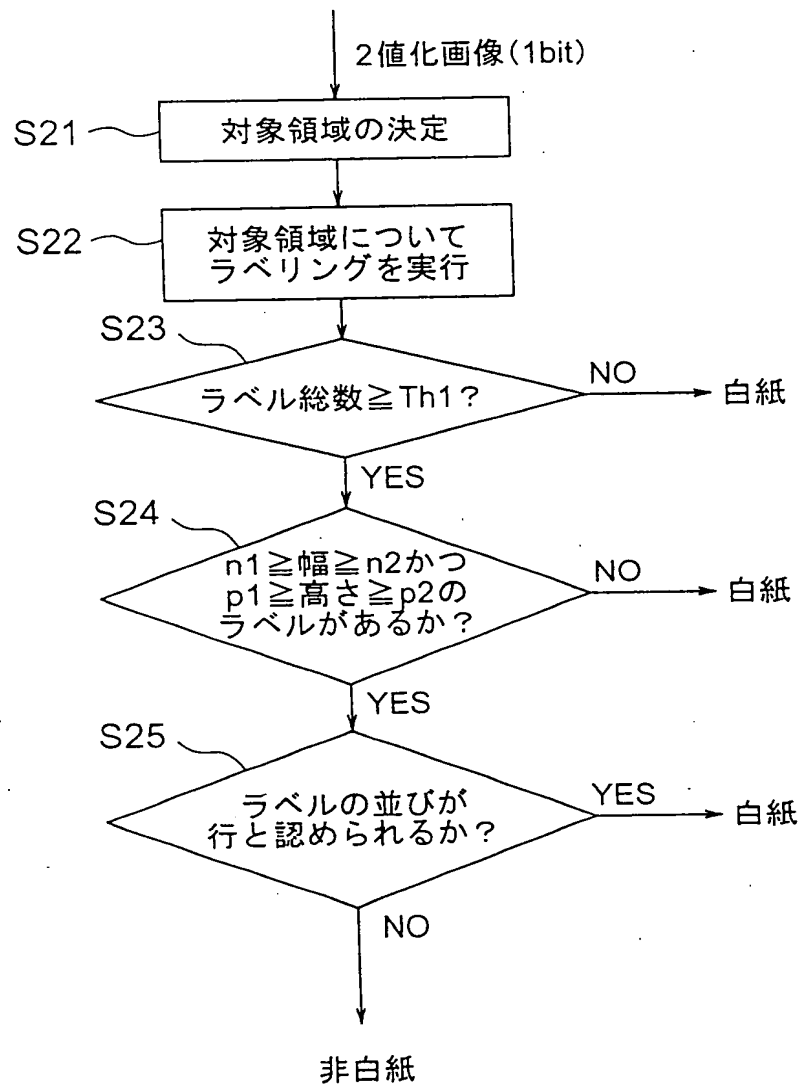 2値化画像(1bit)
S21
対象領域の決定
S22
対象領域について
ラベリングを実行
S23
ラベル総数≧Th1?
NO
白紙
YES
S24
n1≧幅≧n2かつ
p1≧高さ≧p2の
ラベルがあるか?
NO
白紙
YES
S25
ラベルの並びが
行と認められるか?
YES
白紙
NO
非白紙